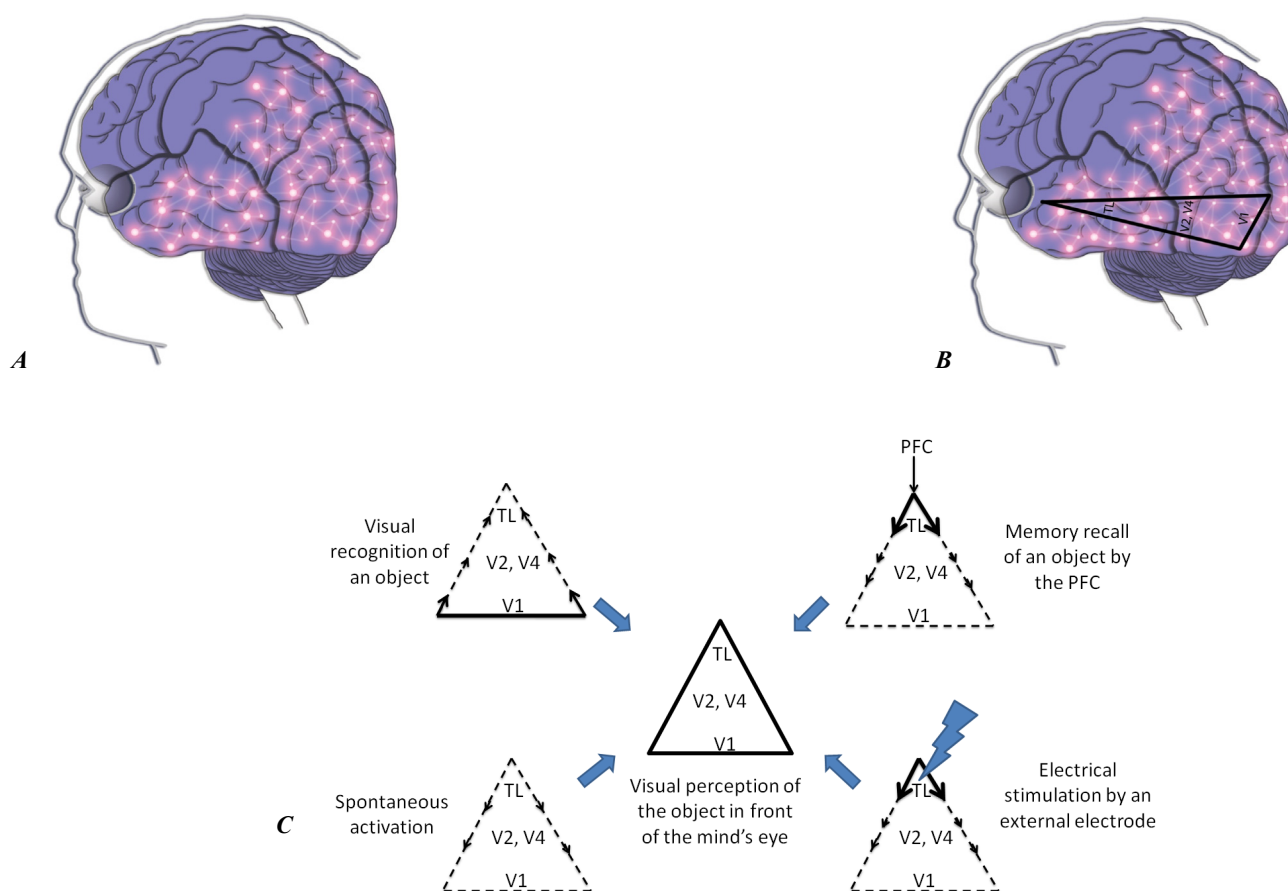 A
B
TL
V2, V4
V1
PFC
Visual
recognition of
an object
TL
V2, V4
V1
TL
V2, V4
V1
Memory recall
of an object by
the PFC
TL
V2, V4
V1
Spontaneous
activation
TL
V2, V4
V1
Visual perception of
the object in front
of the mind's eye
TL
V2, V4
V1
Electrical
stimulation by an
external electrode
C